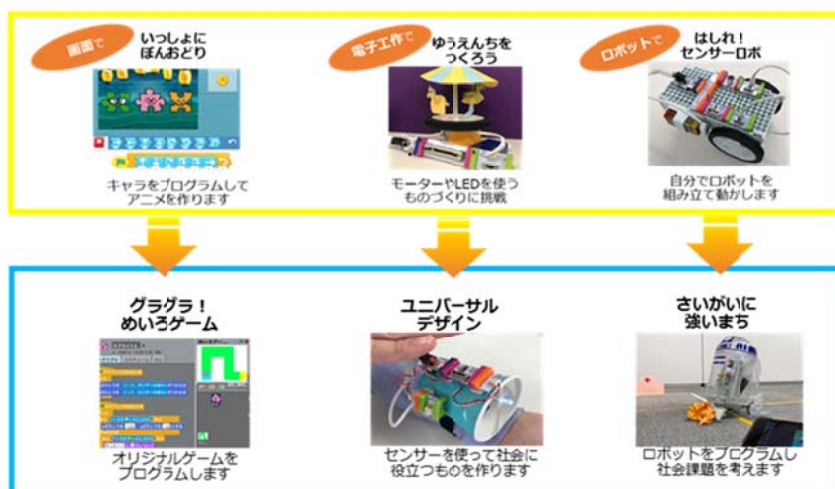 画面で
いっしょに
ぼんおどり
キャラをプログラムして
アニメを作ります
電子工作で
ゆうえんちを
つくろう
モーターやLEDを使う
ものづくりに挑戦
ロボットで
はしれ！
センサーロボ
自分でロボットを
組み立て動かします
グラグラ！
めいろゲーム
オリジナルゲームを
プログラムします
ユニバーサル
デザイン
センサーを使って社会に
役立つものを作ります
さいがいに
強いまち
ロボットをプログラムし
社会課題を考えます